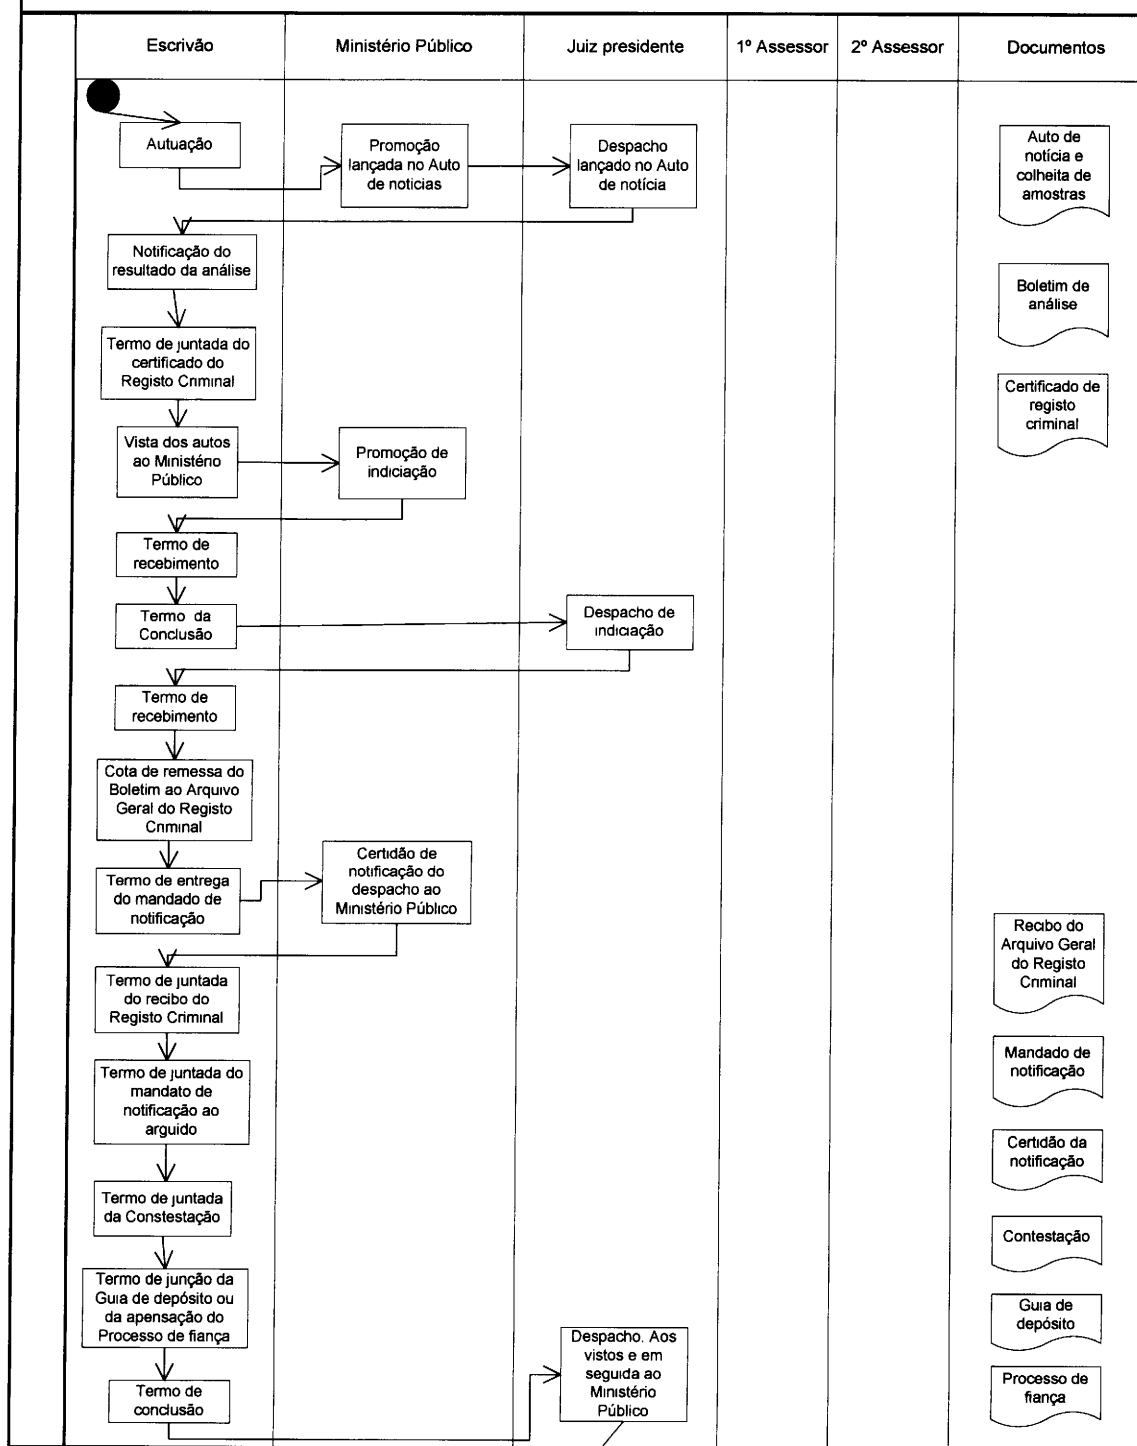 Escrivão
Ministério Público
Juiz presidente
1º Assessor
2º Assessor
Documentos
Autuação
Promoção
lançada no Auto
de noticias
Despacho
lançado no Auto
de notícia
Auto de
notícia e
colheita de
amostras
Notificação do
resultado da análise
Boletim de
análise
Termo de juntada do
certificado do
Registo Criminal
Certificado de
registo
criminal
Vista dos autos
ao Ministério
Público
Promoção de
indiciação
Termo de
recebimento
Termo da
Conclusão
Despacho de
indiciação
Termo de
recebimento
Cota de remessa do
Boletim ao Arquivo
Geral do Registo
Criminal
Termo de entrega
do mandado de
notificação
Certidão de
notificação do
despacho ao
Ministério Público
Recibo do
Arquivo Geral
do Registo
Criminal
Termo de juntada
do recibo do
Registo Criminal
Mandado de
notificação
Termo de juntada do
mandato de
notificação ao
arguido
Certidão da
notificação
Termo de juntada
da Constestação
Contestação
Termo de junção da
Guia de depósito ou
da apensação do
Processo de fiança
Guia de
depósito
Despacho. Aos
vistos e em
seguida ao
Ministério
Público
Termo de
conclusão
Processo de
fiança